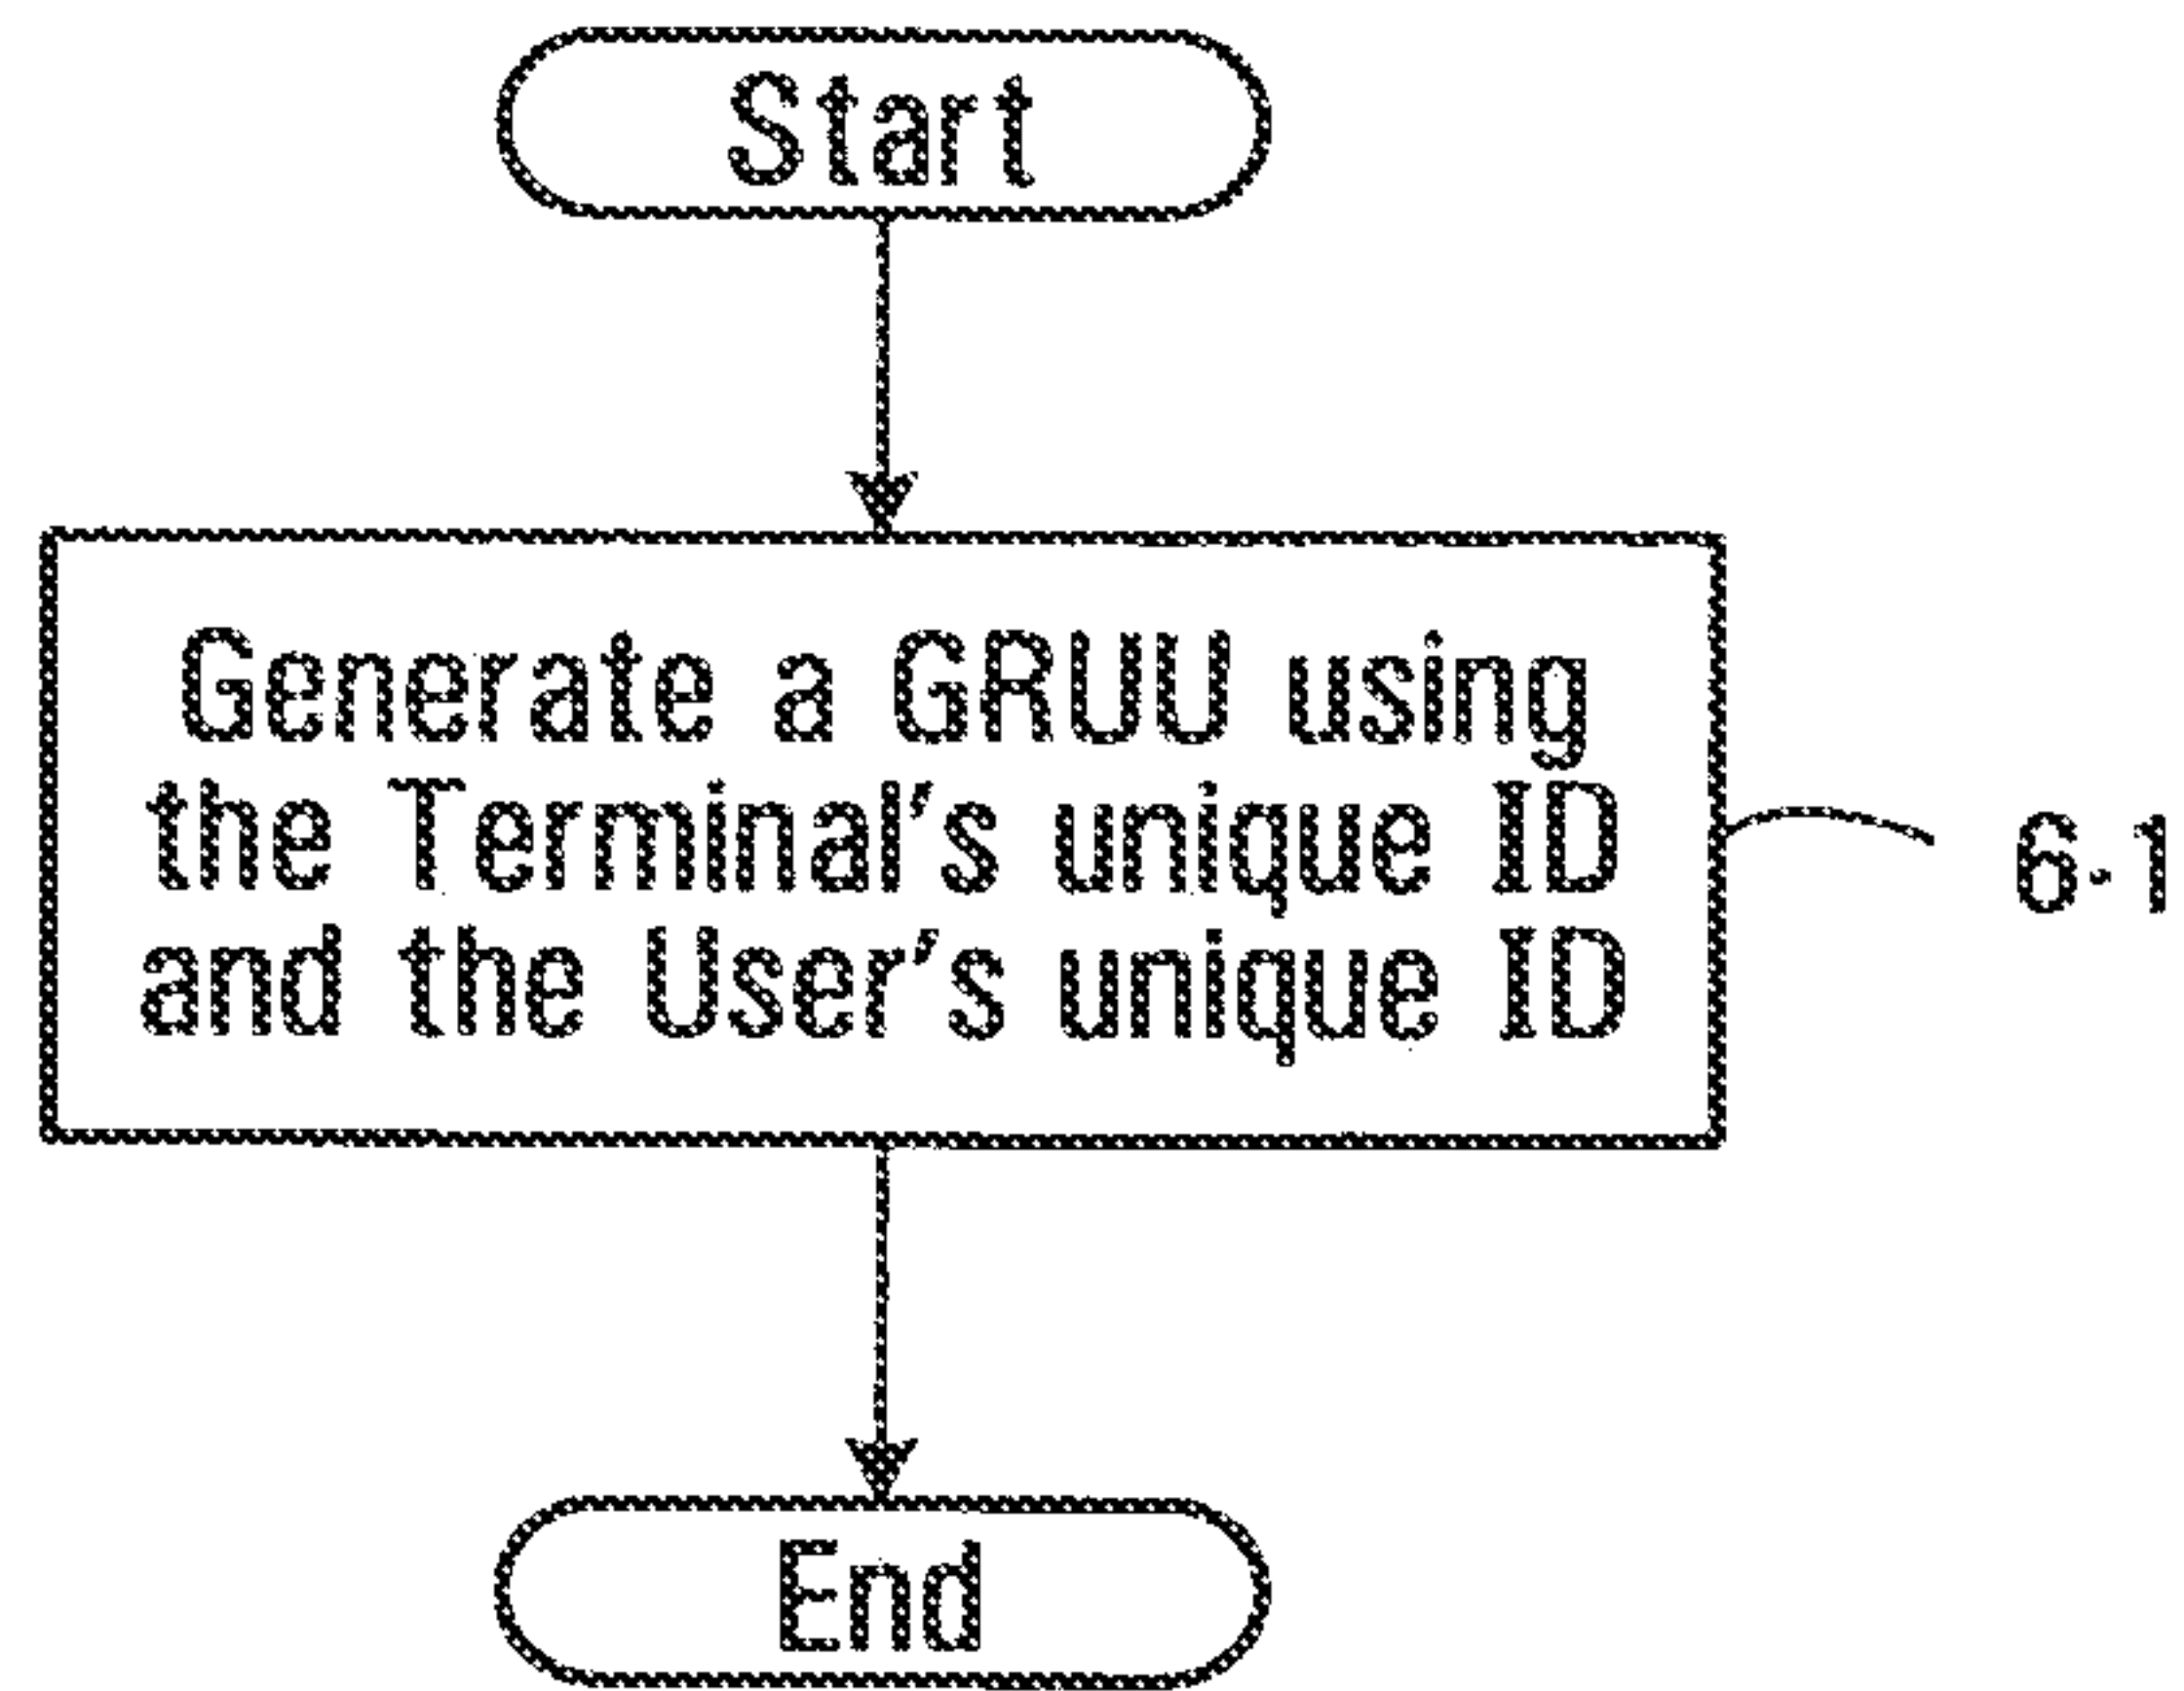 Start
Generate a GRUU using
the Terminal's unique ID
and the User's unique ID
6-1
End